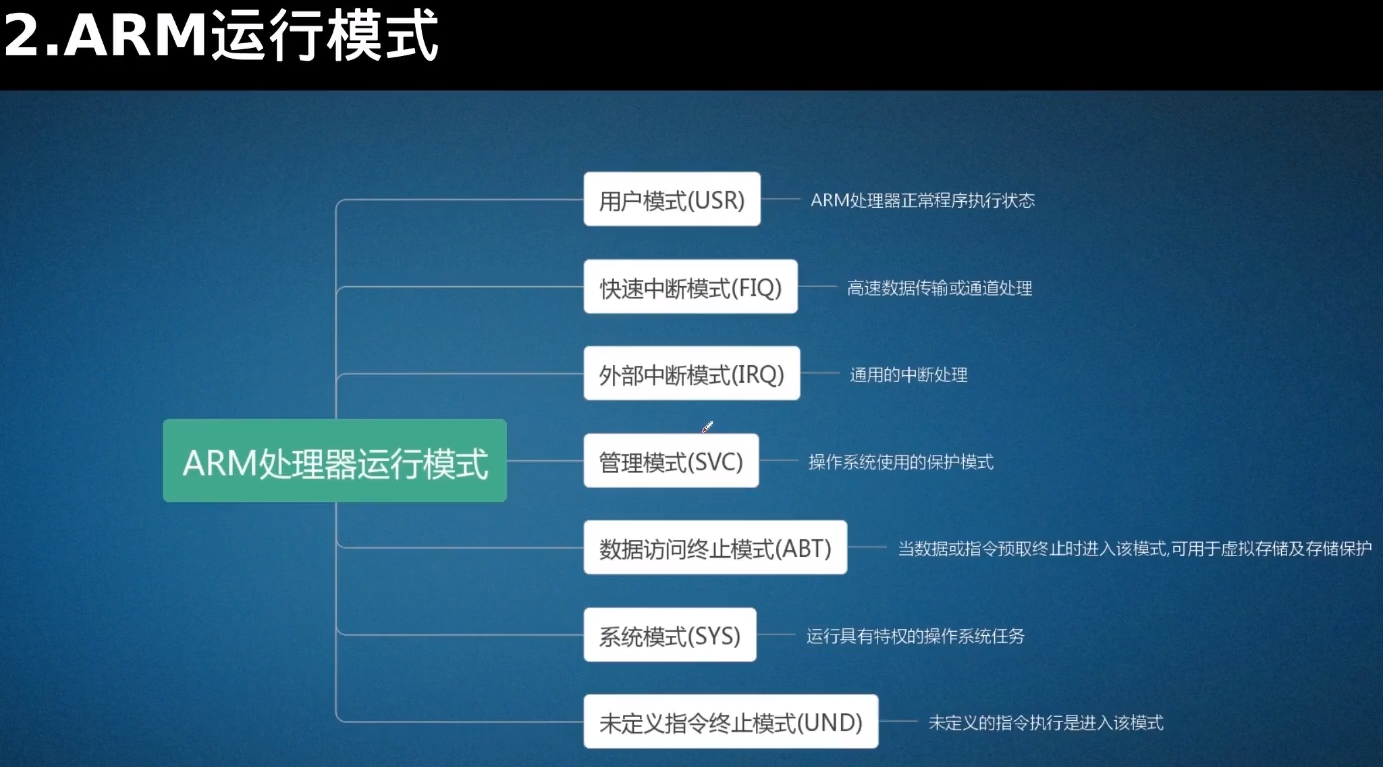 2.ARM运行模式
用户模式(USR)
ARM处理器正常程序执行状态
快速中断模式(FIQ)
高速数据传输或通道处理
外部中断模式(IRQ)
通用的中断处理
ARM处理器运行模式
管理模式(SVC)
操作系统使用的保护模式
数据访问终止模式(ABT)
当数据或指令预取终止时进入该模式,可用于虚拟存储及存储保护
系统模式(SYS)
运行具有特权的操作系统任务
未定义指令终止模式(UND)
未定义的指令执行是进入该模式